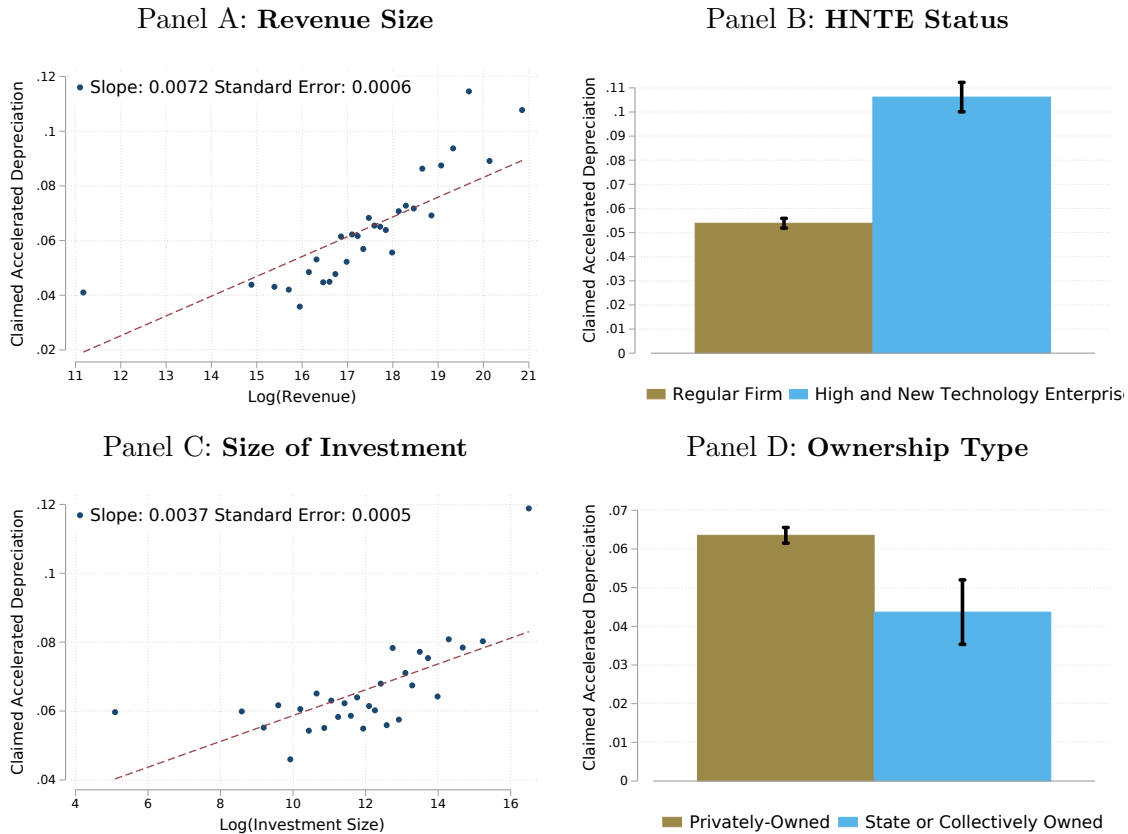 Panel A: Revenue Size
Claimed Accelerated Depreciation
.12
.1
.08
.06
.04
.02
Slope: 0.0072 Standard Error: 0.0006
11 12 13 14 15 16 17 18 19 20 21
Log(Revenue)
Panel B: HNTE Status
Claimed Accelerated Depreciation
.11
.1
.09
.08
.07
.06
.05
.04
.03
.02
.01
0
Regular Firm High and New Technology Enterprise
Panel C: Size of Investment
Claimed Accelerated Depreciation
.12
.1
.08
.06
.04
Slope: 0.0037 Standard Error: 0.0005
4 6 8 10 12 14 16
Log(Investment Size)
Panel D: Ownership Type
Claimed Accelerated Depreciation
.07
.06
.05
.04
.03
.02
.01
0
Privately-Owned State or Collectively Owned